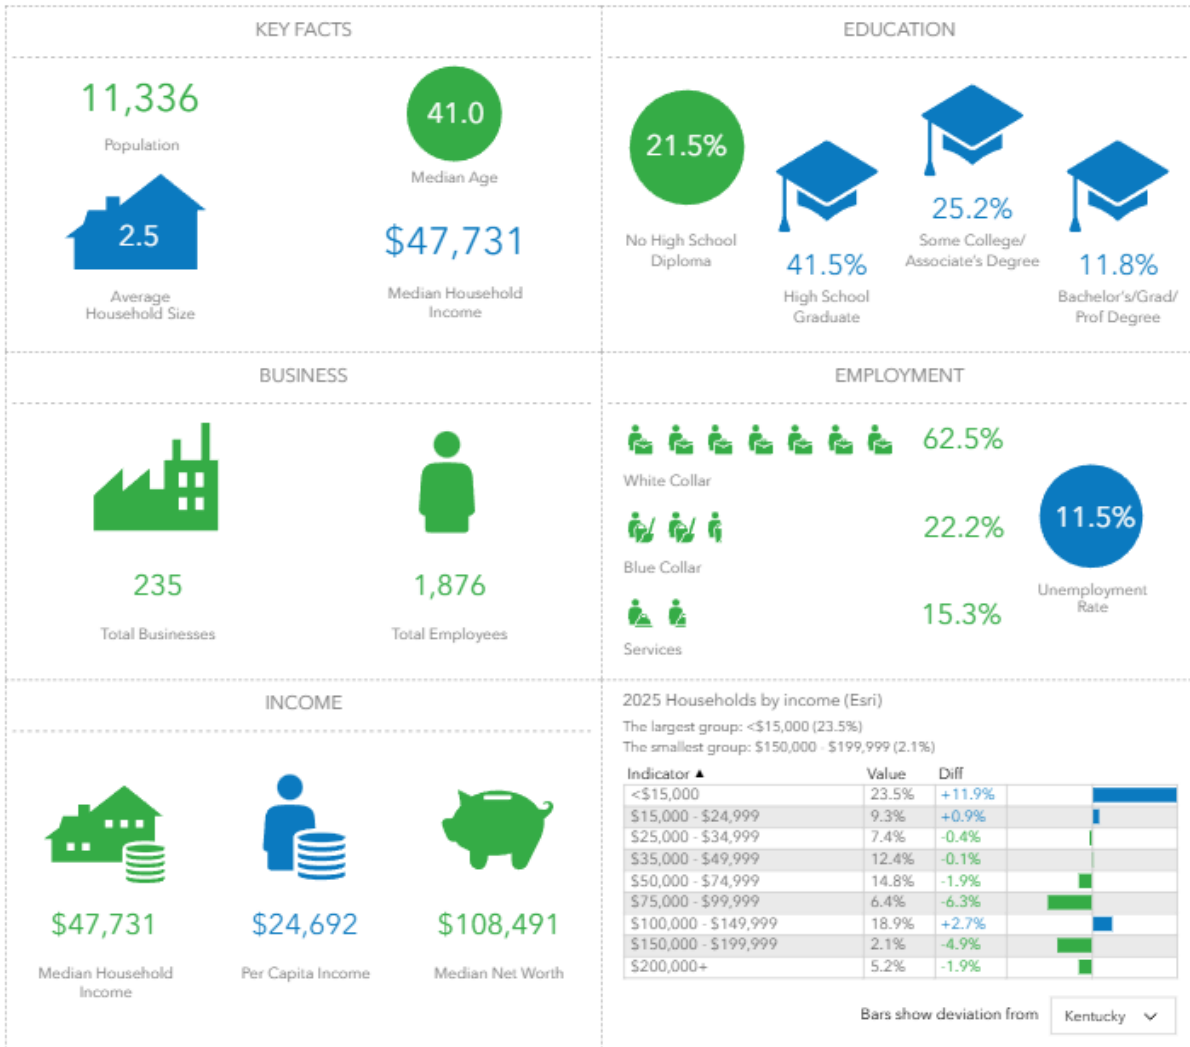 KEY FACTS
11,336
Population
41.0
Median Age
2.5
Average
Household Size
$47,731
Median Household
Income
EDUCATION
21.5%
No High School
Diploma
41.5%
High School
Graduate
25.2%
Some College/
Associate's Degree
11.8%
Bachelor's/Grad/
Prof Degree
BUSINESS
235
Total Businesses
1,876
Total Employees
EMPLOYMENT
62.5%
White Collar
22.2%
Blue Collar
15.3%
Services
11.5%
Unemployment
Rate
INCOME
$47,731
Median Household
Income
$24,692
Per Capita Income
$108,491
Median Net Worth
2025 Households by income (Esri)
The largest group: <$15,000 (23.5%)
The smallest group: $150,000 - $199,999 (2.1%)
Indicator ▲ Value Diff
<$15,000 23.5% +11.9%
$15,000 - $24,999 9.3% +0.9%
$25,000 - $34,999 7.4% -0.4%
$35,000 - $49,999 12.4% -0.1%
$50,000 - $74,999 14.8% -1.9%
$75,000 - $99,999 6.4% -6.3%
$100,000 - $149,999 18.9% +2.7%
$150,000 - $199,999 2.1% -4.9%
$200,000+ 5.2% -1.9%
Bars show deviation from Kentucky